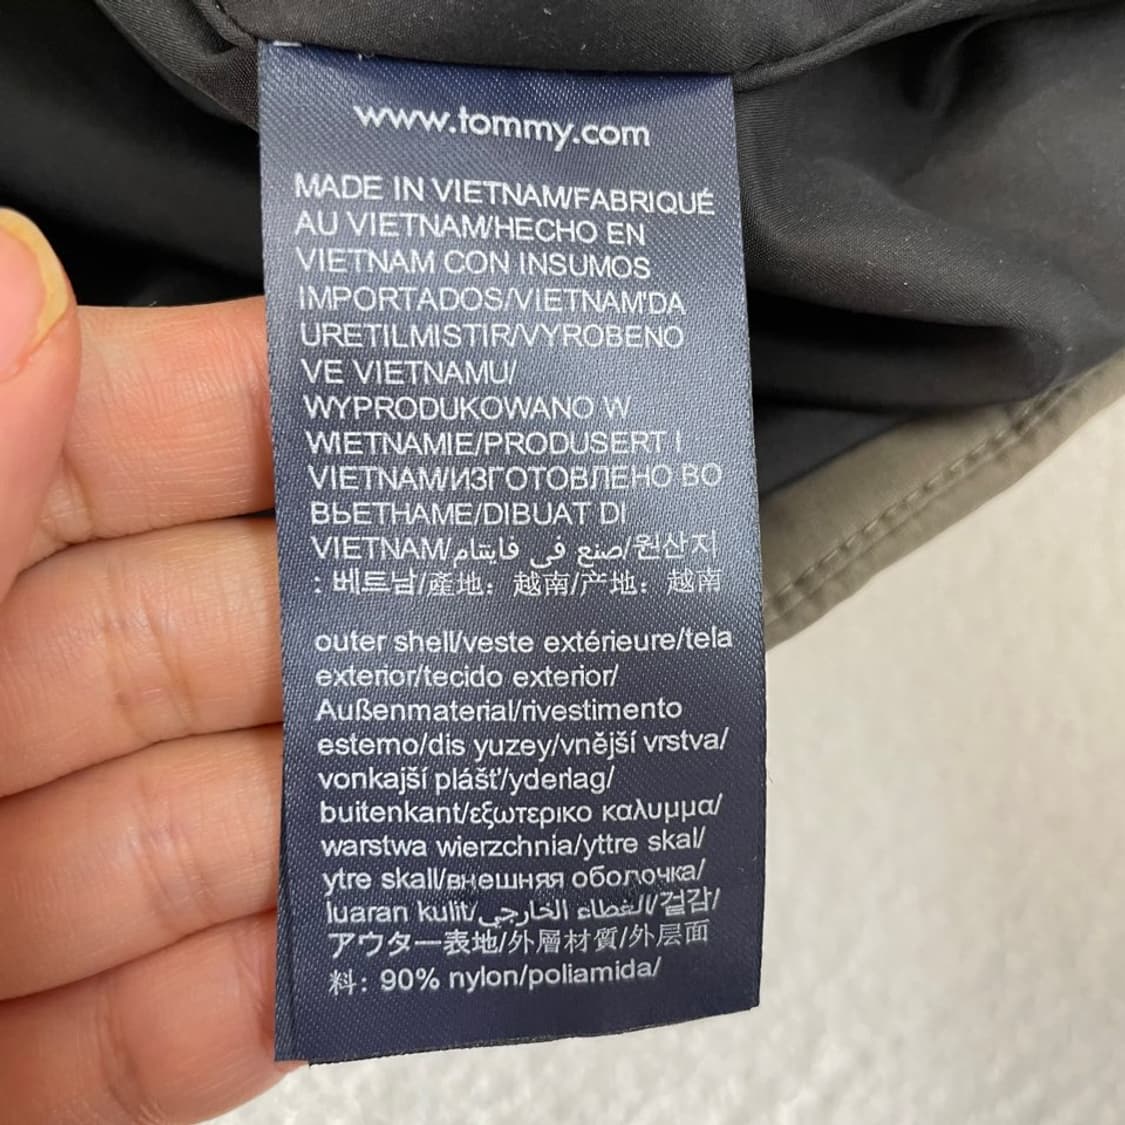 www.tommy.com
MADE IN VIETNAM/FABRIQUÉ
AU VIETNAM/HECHO EN
VIETNAM CON INSUMOS
IMPORTADOS/VIETNAM'DA
URETILMISTIR/VYROBENO
VE VIETNAMU/
WYPRODUKOWANO W
WIETNAMIE/PRODUSERT I
VIETNAM/ИЗГОТОВЛЕНО ВО
ВЬЕТНАМЕ/DIBUAT DI
VIETNAM/صنع في فايتنام/원산지
: 베트남/產地: 越南/产地: 越南
outer shell/veste extérieure/tela
exterior/tecido exterior/
Außenmaterial/rivestimento
esterno/dis yuzey/vnější vrstva/
vonkajší plášť/yderlag/
buitenkant/εξωτερικο καλυμμα/
warstwa wierzchnia/yttre skal/
ytre skall/внешняя оболочка/
luaran kulit/الغطاء الخارجي/겉감/
アウター表地/外層材質/外层面
料: 90% nylon/poliamida/